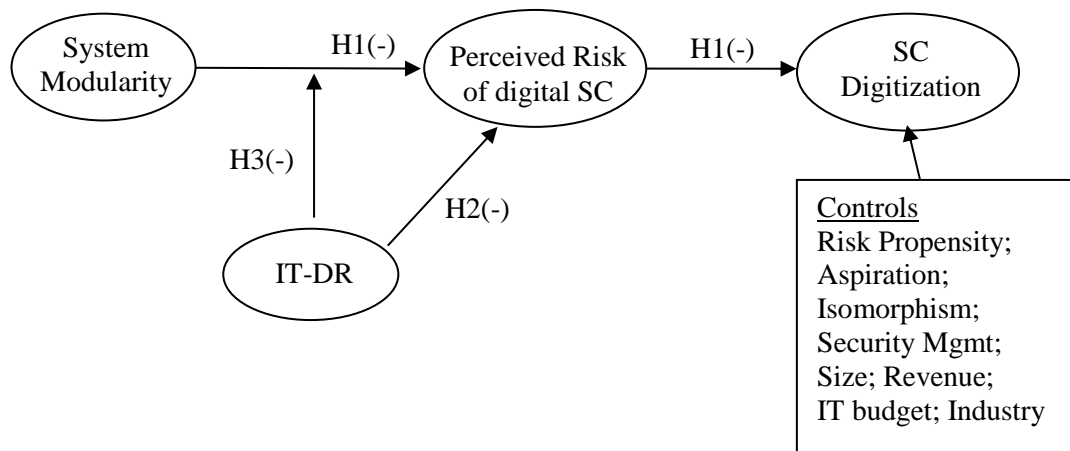 System
Modularity
H1(-)
Perceived Risk
of digital SC
H1(-)
SC
Digitization
H3(-)
H2(-)
IT-DR
Controls
Risk Propensity;
Aspiration;
Isomorphism;
Security Mgmt;
Size; Revenue;
IT budget; Industry